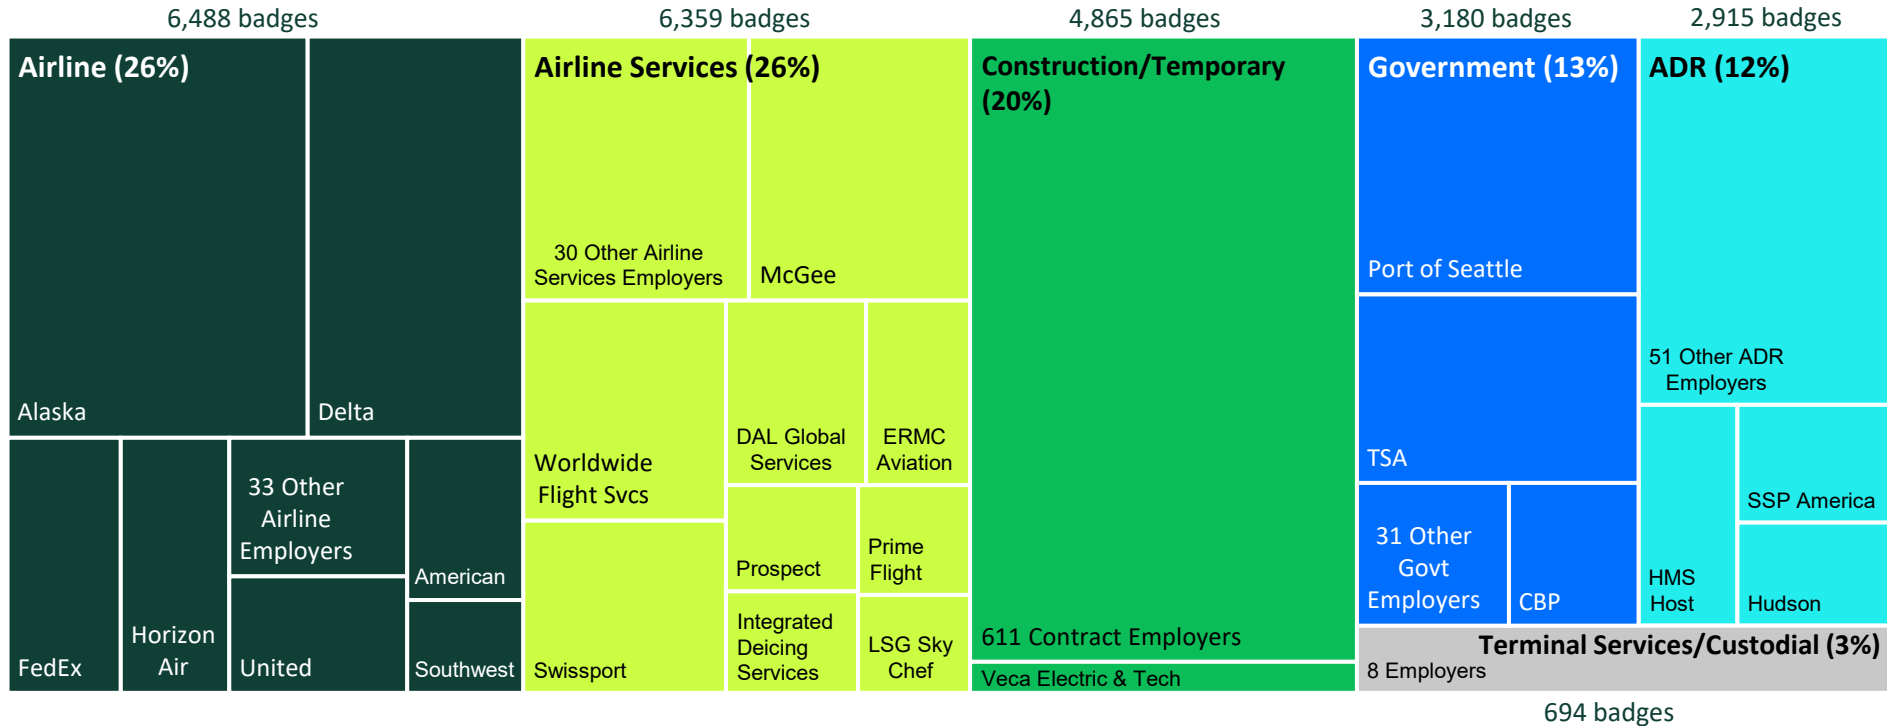 6,488 badges
6,359 badges
4,865 badges
3,180 badges
2,915 badges
Airline (26%)
Alaska
Delta
FedEx
Horizon
Air
33 Other
Airline
Employers
United
American
Southwest
Airline Services (26%)
30 Other Airline
Services Employers
McGee
Worldwide
Flight Svcs
Swissport
DAL Global
Services
ERMC
Aviation
Prospect
Prime
Flight
Integrated
Deicing
Services
LSG Sky
Chef
Construction/Temporary
(20%)
611 Contract Employers
Veca Electric & Tech
Government (13%)
Port of Seattle
TSA
31 Other
Govt
Employers
CBP
ADR (12%)
51 Other ADR
Employers
HMS
Host
SSP America
Hudson
Terminal Services/Custodial (3%)
8 Employers
694 badges